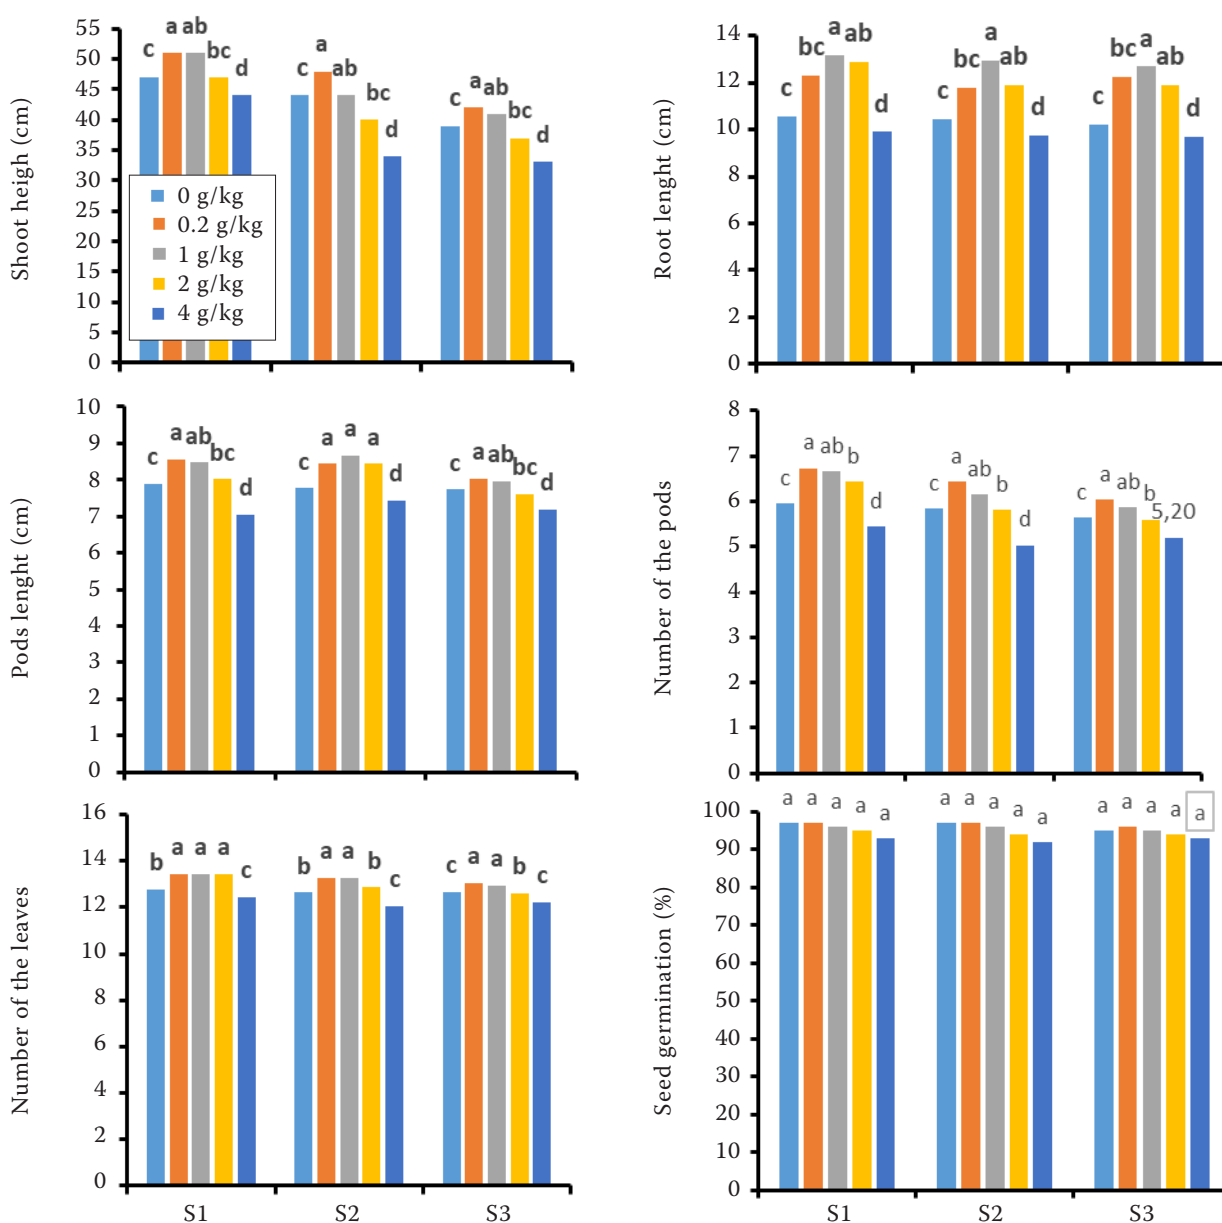 Shoot heigh (cm)
55
50
45
40
35
30
25
20
15
10
5
0
c a ab bc d
c a ab bc d
c a ab bc d
0 g/kg
0.2 g/kg
1 g/kg
2 g/kg
4 g/kg
Root lenght (cm)
14
12
10
8
6
4
2
0
c bc a ab d
c bc a ab d
c bc a ab d
Pods lenght (cm)
10
9
8
7
6
5
4
3
2
1
0
c a ab bc d
c a a a d
c a ab bc d
Number of the pods
8
7
6
5
4
3
2
1
0
c a ab b d
c a ab b d
c a ab b 5,20
Number of the leaves
16
14
12
10
8
6
4
2
0
b a a a c
b a a b c
c a a b c
S1 S2 S3
Seed germination (%)
100
90
80
70
60
50
40
30
20
10
0
a a a a a
a a a a a
a a a a a
S1 S2 S3